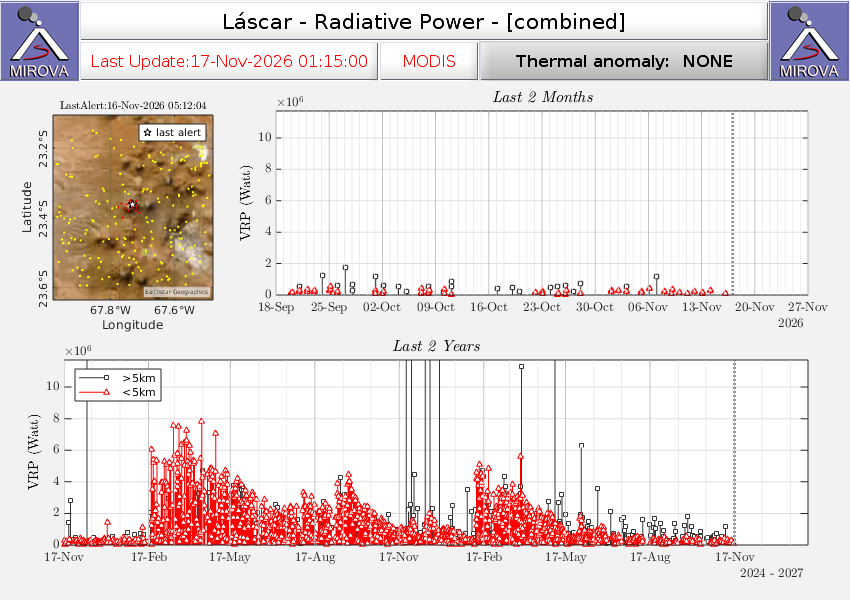 Láscar - Radiative Power - [combined]
MIROVA
Last Update:17-Nov-2026 01:15:00
MODIS
Thermal anomaly: NONE
MIROVA
LastAlert:16-Nov-2026 05:12:04
last alert
23.2°S
23.4°S
23.6°S
Latitude
EarthStar Geographics
67.8°W 67.6°W
Longitude
Last 2 Months
×10⁶
VRP (Watt)
10
8
6
4
2
0
18-Sep 25-Sep 02-Oct 09-Oct 16-Oct 23-Oct 30-Oct 06-Nov 13-Nov 20-Nov 27-Nov
2026
Last 2 Years
×10⁶
>5km
<5km
VRP (Watt)
10
8
6
4
2
0
17-Nov 17-Feb 17-May 17-Aug 17-Nov 17-Feb 17-May 17-Aug 17-Nov
2024 - 2027